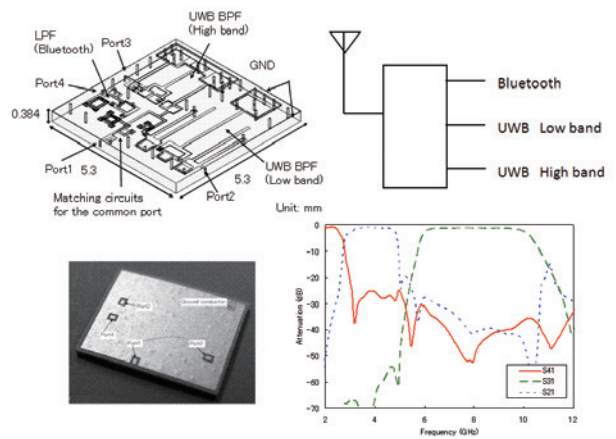 UWB BPF
(High band)
LPF
(Bluetooth)
Port3
GND
Port4
0.384
Port1
5.3
Matching circuits
for the common port
5.3
UWB BPF
(Low band)
Port2
Unit: mm
Bluetooth
UWB Low band
UWB High band
Port2
Ground conductor
Attenuation (dB)
0
-10
-20
-30
-40
-50
-60
-70
2
4
6
8
10
12
Frequency (GHz)
S41
S31
S21